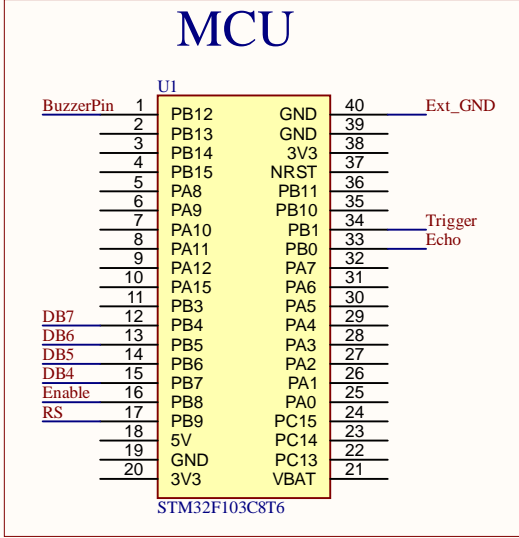 MCU
U1
BuzzerPin 1 PB12 GND 40 Ext_GND
2 PB13 GND 39
3 PB14 3V3 38
4 PB15 NRST 37
5 PA8 PB11 36
6 PA9 PB10 35
7 PA10 PB1 34 Trigger
8 PA11 PB0 33 Echo
9 PA12 PA7 32
10 PA15 PA6 31
11 PB3 PA5 30
DB7 12 PB4 PA4 29
DB6 13 PB5 PA3 28
DB5 14 PB6 PA2 27
DB4 15 PB7 PA1 26
Enable 16 PB8 PA0 25
RS 17 PB9 PC15 24
18 5V PC14 23
19 GND PC13 22
20 3V3 VBAT 21
STM32F103C8T6